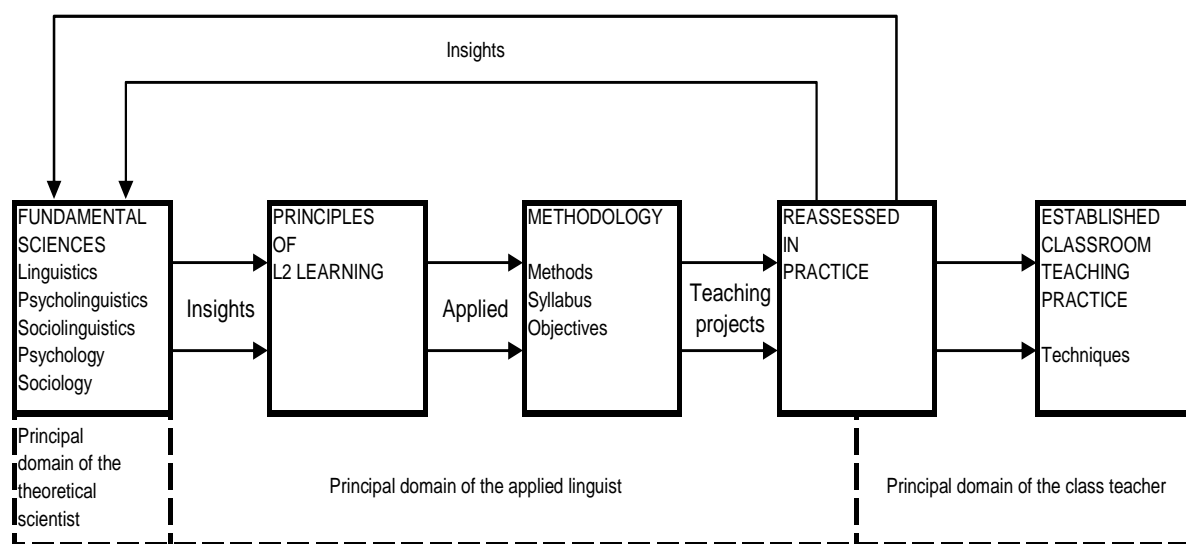 Insights
FUNDAMENTAL
SCIENCES
Linguistics
Psycholinguistics
Sociolinguistics
Psychology
Sociology
Insights
PRINCIPLES
OF
L2 LEARNING
Applied
METHODOLOGY
Methods
Syllabus
Objectives
Teaching
projects
REASSESSED
IN
PRACTICE
ESTABLISHED
CLASSROOM
TEACHING
PRACTICE
Techniques
Principal
domain of the
theoretical
scientist
Principal domain of the applied linguist
Principal domain of the class teacher